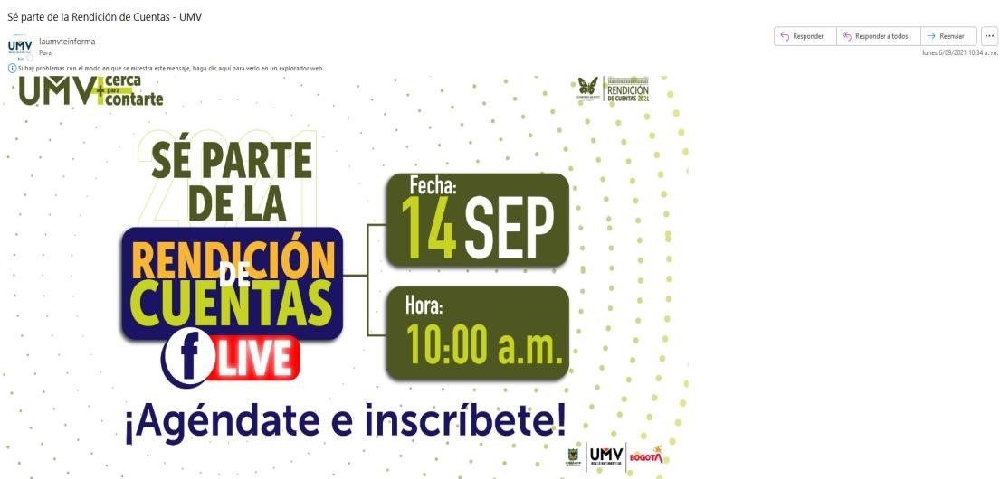 Sé parte de la Rendición de Cuentas - UMV
UMV
laumvteinforma
Para
Responder
Responder a todos
Reenviar
lunes 6/09/2021 10:34 a. m.
Si hay problemas con el modo en que se muestra este mensaje, haga clic aquí para verlo en un explorador web.
UMV+ cerca
para
contarte
RENDICIÓN
DE CUENTAS 2021
2021
SÉ PARTE
DE LA
RENDICIÓN
DE
CUENTAS
f LIVE
Fecha:
14 SEP
Hora:
10:00 a.m.
¡Agéndate e inscríbete!
UMV
BOGOTÁ